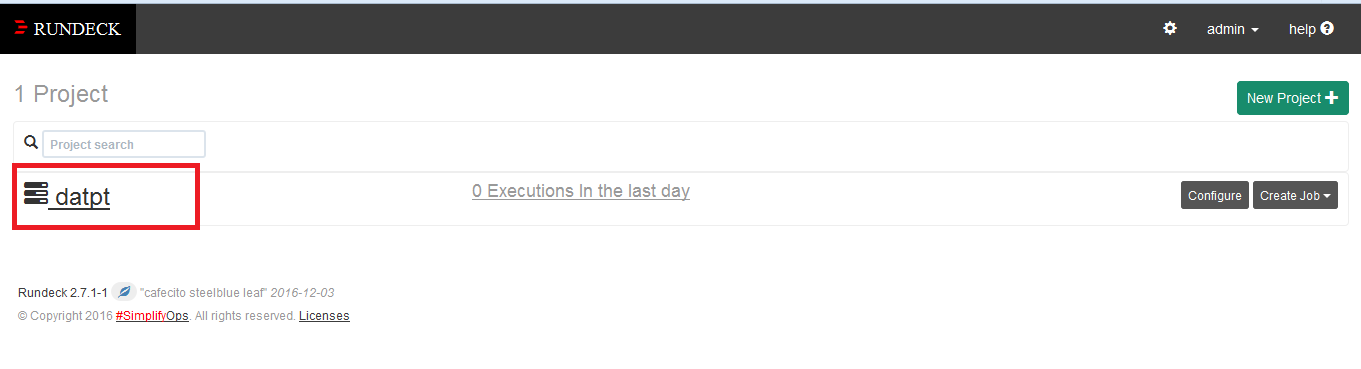 RUNDECK admin help
1 Project New Project
Project search
datpt 0 Executions In the last day Configure Create Job
Rundeck 2.7.1-1 "cafecito steelblue leaf" 2016-12-03
© Copyright 2016 #SimplifyOps. All rights reserved. Licenses